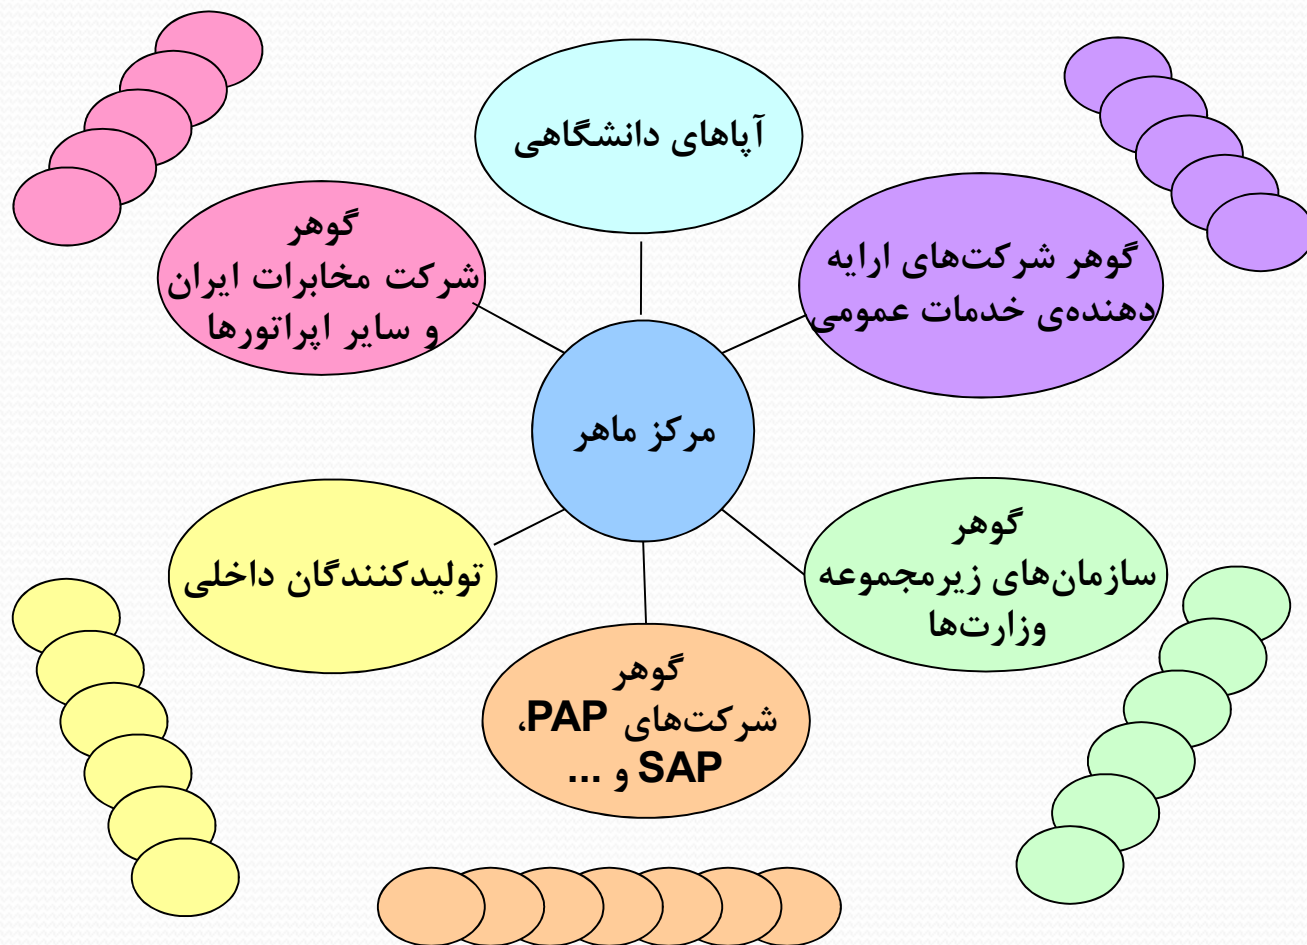 آپاهای دانشگاهی
گوهر شرکت‌های ارایه
دهنده‌ی خدمات عمومی
گوهر
شرکت مخابرات ایران
و سایر اپراتورها
مرکز ماهر
گوهر
سازمان‌های زیرمجموعه
وزارت‌ها
تولیدکنندگان داخلی
گوهر
شرکت‌های PAP،
SAP و ...